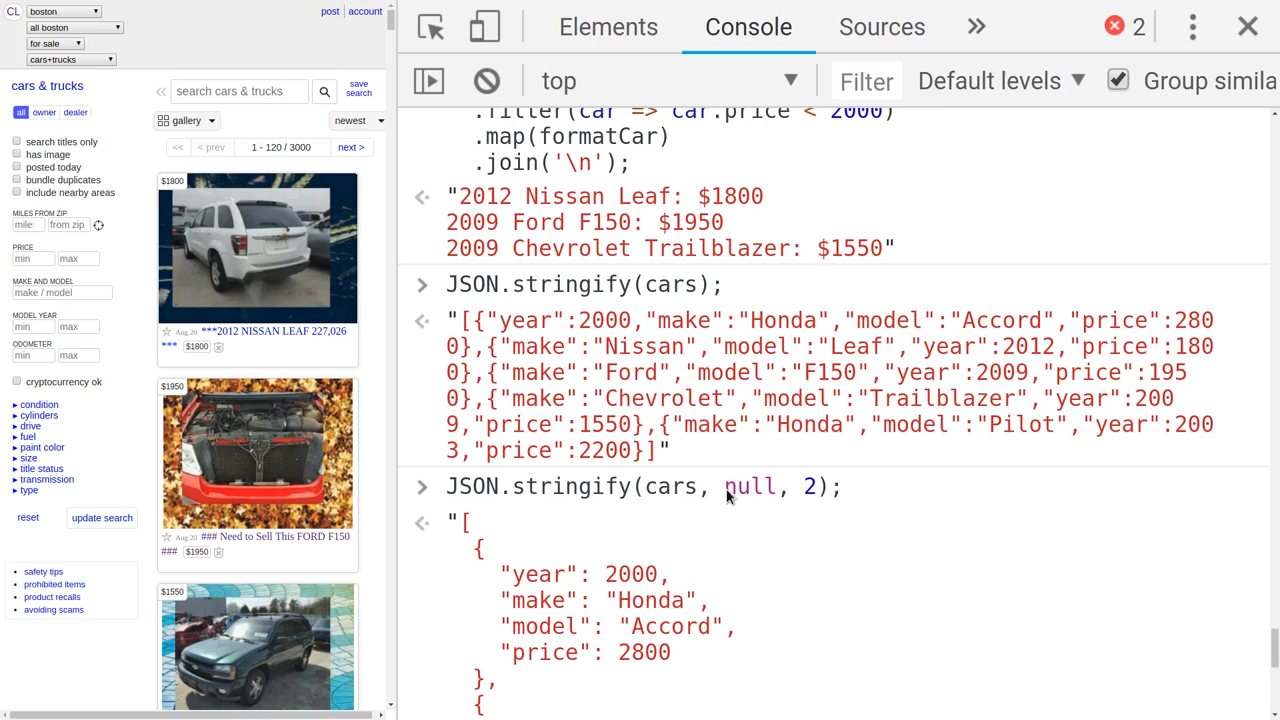 CL
boston
all boston
for sale
cars+trucks
post
account
cars & trucks
all
owner
dealer
search titles only
has image
posted today
bundle duplicates
include nearby areas
MILES FROM ZIP
mile:
from zip
PRICE
min
max
MAKE AND MODEL
make / model
MODEL YEAR
min
max
ODOMETER
min
max
cryptocurrency ok
▸ condition
▸ cylinders
▸ drive
▸ fuel
▸ paint color
▸ size
▸ title status
▸ transmission
▸ type
reset
update search
safety tips
prohibited items
product recalls
avoiding scams
search cars & trucks
save
search
gallery
newest
<< < prev 1 - 120 / 3000 next >
$1800
Aug 20 ***2012 NISSAN LEAF 227,026
*** $1800
$1950
Aug 20 ### Need to Sell This FORD F150
### $1950
$1550
Elements
Console
Sources
2
top
Filter
Default levels
Group simila
.filter(car => car.price < 2000)
.map(formatCar)
.join('\n');
"2012 Nissan Leaf: $1800
2009 Ford F150: $1950
2009 Chevrolet Trailblazer: $1550"
JSON.stringify(cars);
"[{"year":2000,"make":"Honda","model":"Accord","price":280
0},{"make":"Nissan","model":"Leaf","year":2012,"price":180
0},{"make":"Ford","model":"F150","year":2009,"price":195
0},{"make":"Chevrolet","model":"Trailblazer","year":200
9,"price":1550},{"make":"Honda","model":"Pilot","year":200
3,"price":2200}]"
JSON.stringify(cars, null, 2);
"[
{
"year": 2000,
"make": "Honda",
"model": "Accord",
"price": 2800
},
{